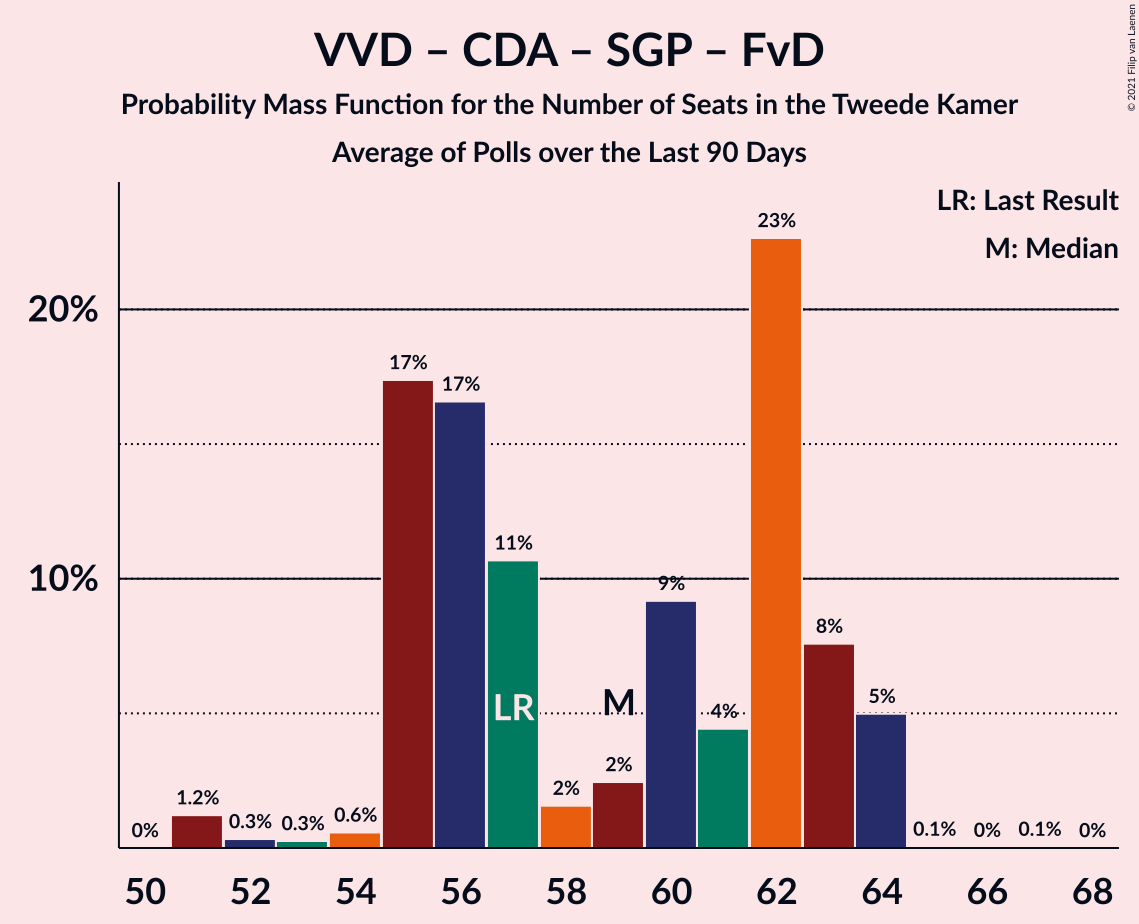 VVD – CDA – SGP – FvD
Probability Mass Function for the Number of Seats in the Tweede Kamer
Average of Polls over the Last 90 Days
© 2021 Filip van Laenen
LR: Last Result
M: Median
20%
10%
0%
1.2%
0.3%
0.3%
0.6%
17%
17%
11%
2%
2%
9%
4%
23%
8%
5%
0.1%
0%
0.1%
0%
LR
M
50 52 54 56 58 60 62 64 66 68